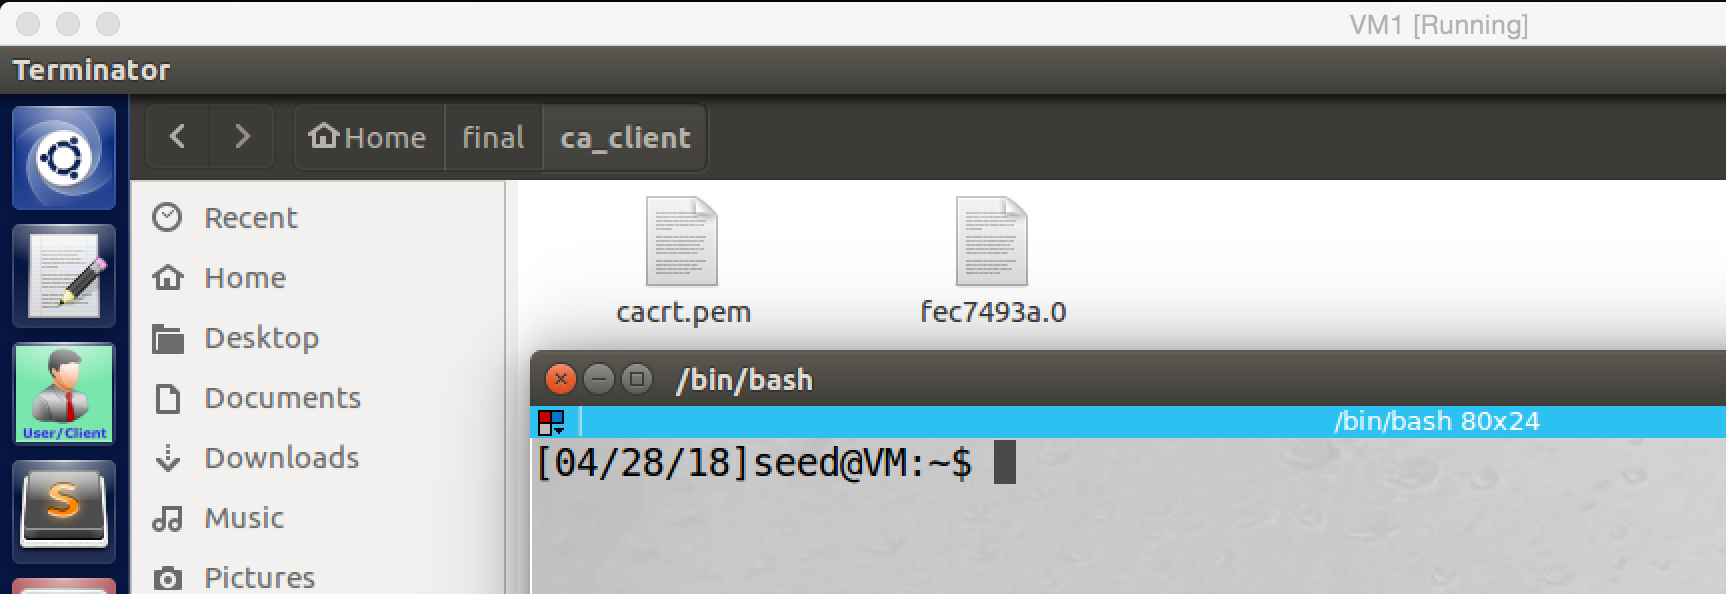 VM1 [Running]
Terminator
Home final ca_client
Recent
Home
Desktop
Documents
Downloads
Music
Pictures
cacrt.pem fec7493a.0
User/Client
S
/bin/bash
/bin/bash 80x24
[04/28/18]seed@VM:~$